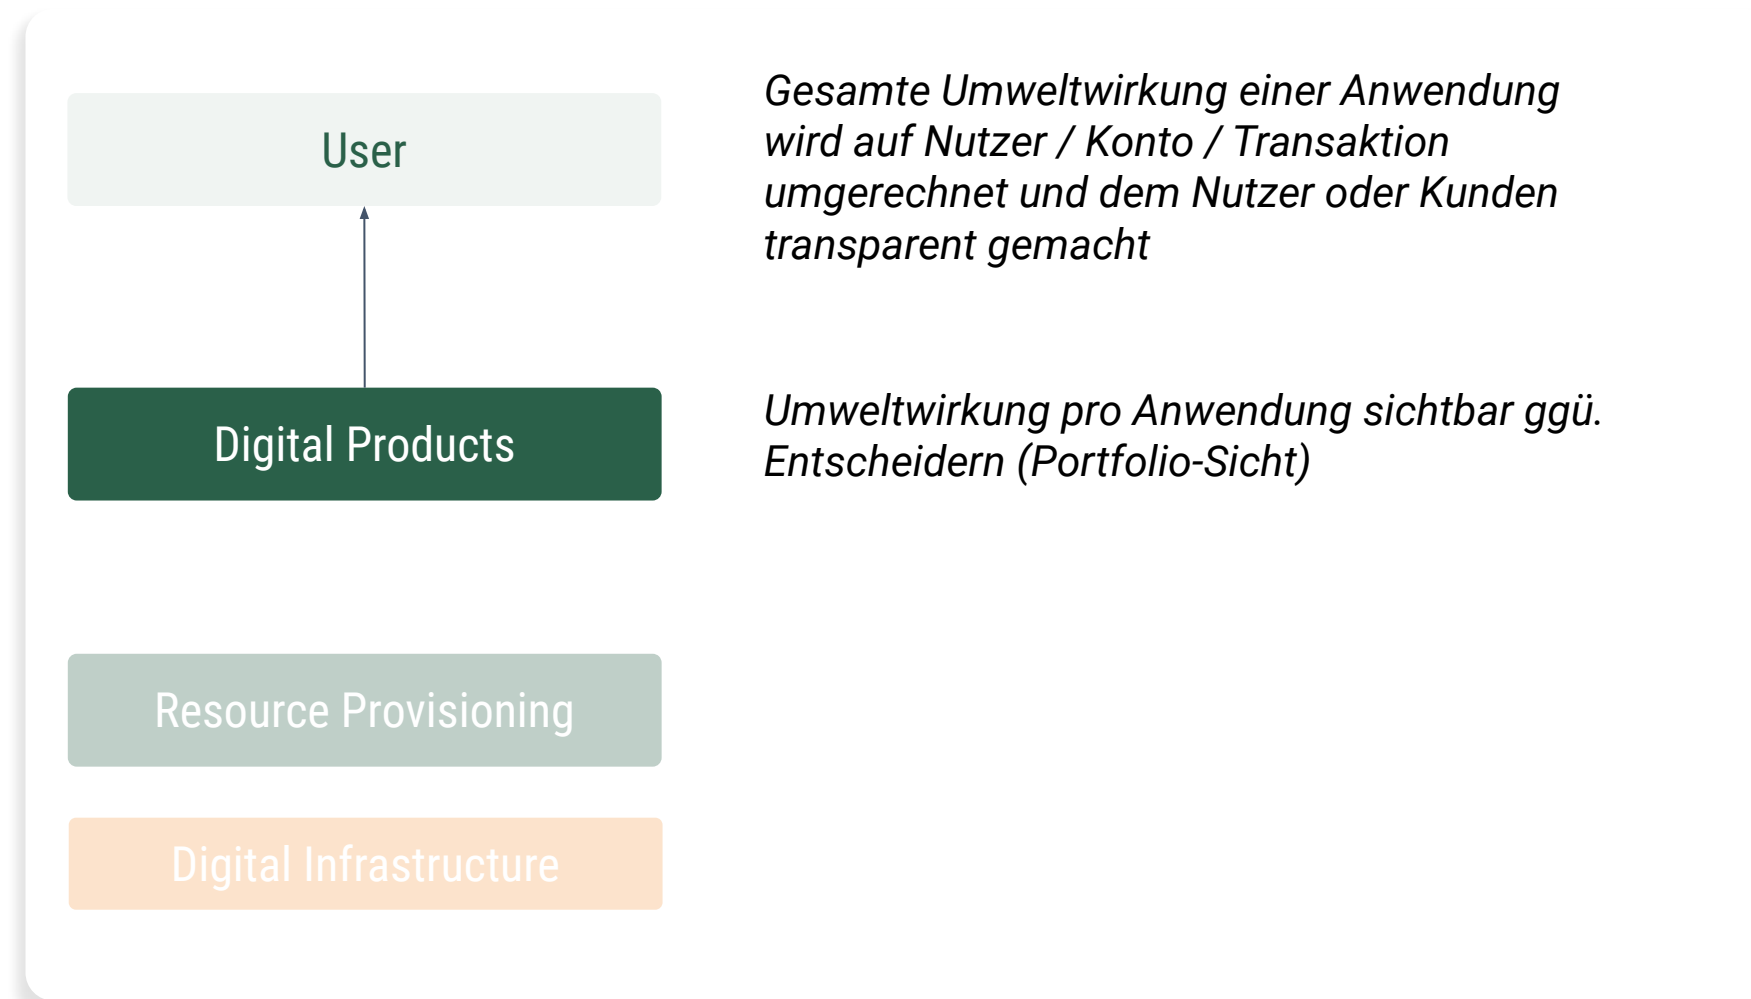 User
Gesamte Umweltwirkung einer Anwendung
wird auf Nutzer / Konto / Transaktion
umgerechnet und dem Nutzer oder Kunden
transparent gemacht
Digital Products
Umweltwirkung pro Anwendung sichtbar ggü.
Entscheidern (Portfolio-Sicht)
Resource Provisioning
Digital Infrastructure